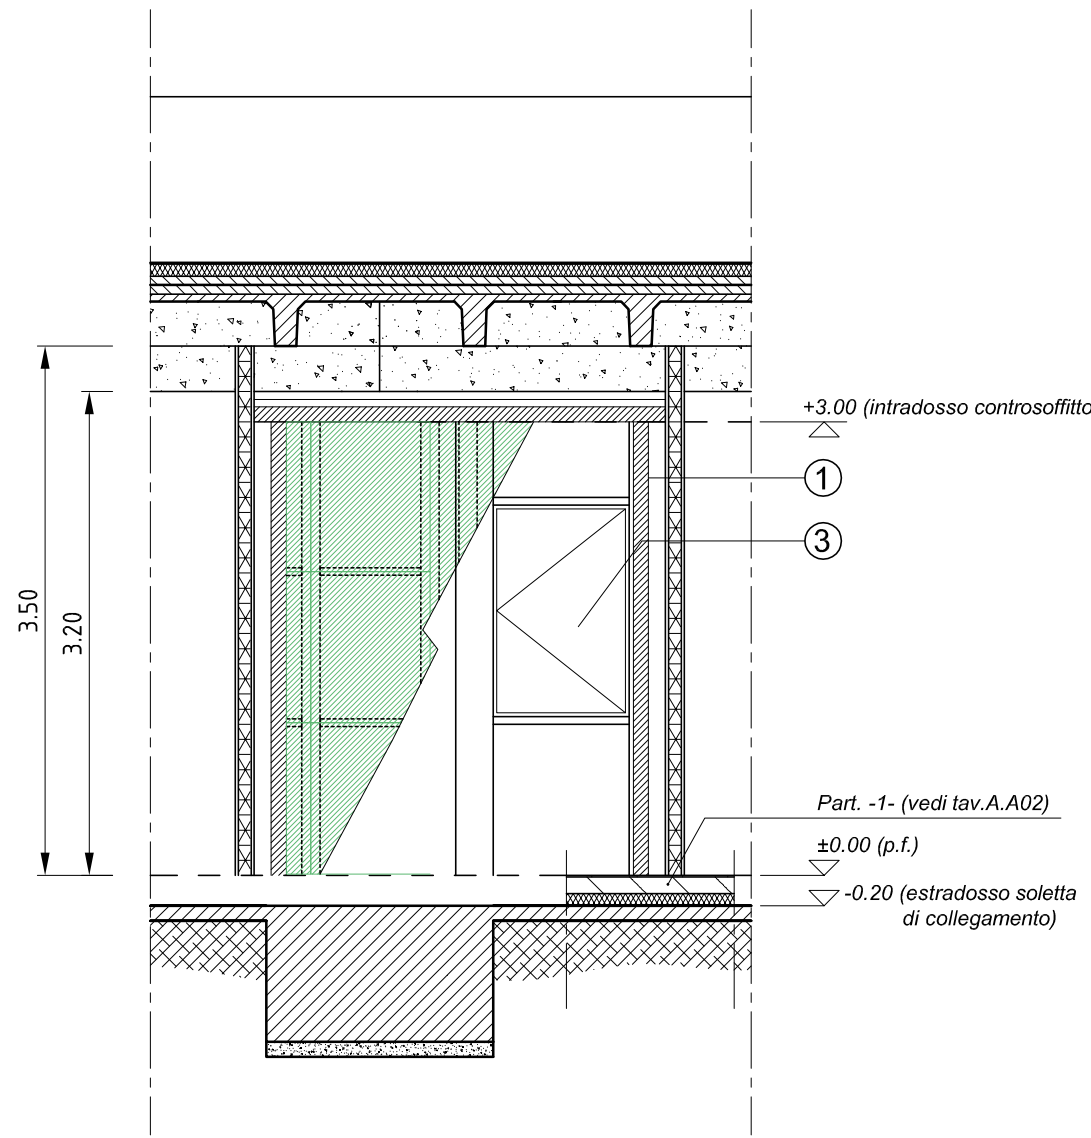 +3.00 (intradosso controsoffitto
1
3
3.50
3.20
Part. -1- (vedi tav.A.A02)
±0.00 (p.f.)
-0.20 (estradosso soletta
di collegamento)